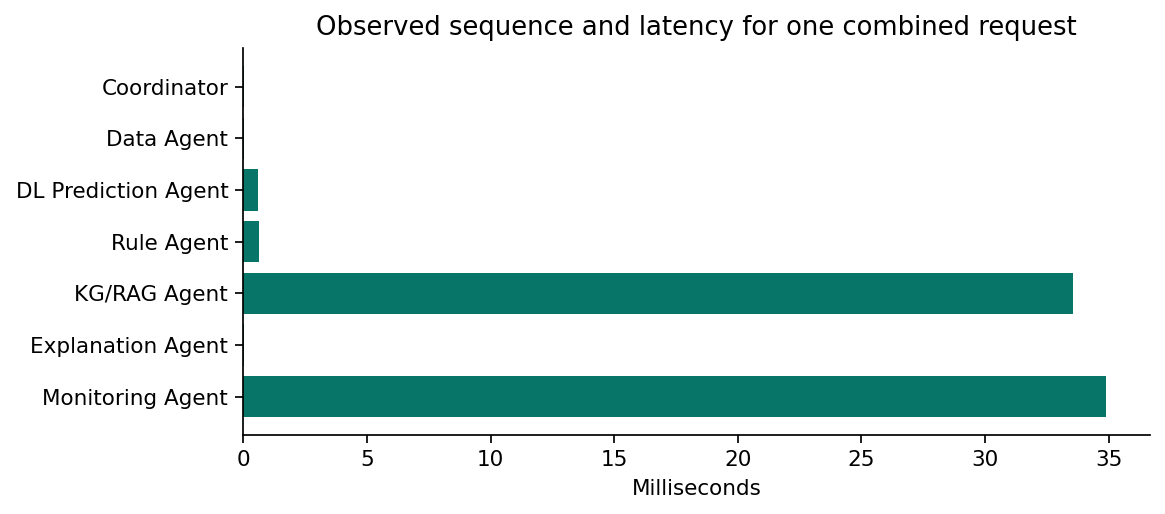 Observed sequence and latency for one combined request
Coordinator
Data Agent
DL Prediction Agent
Rule Agent
KG/RAG Agent
Explanation Agent
Monitoring Agent
0 5 10 15 20 25 30 35
Milliseconds